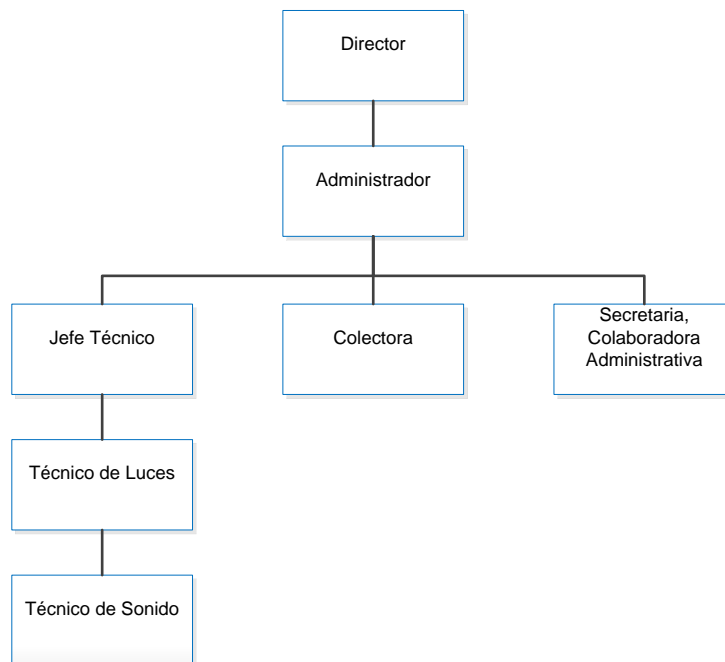 Director
Administrador
Jefe Técnico
Colectora
Secretaria,
Colaboradora
Administrativa
Técnico de Luces
Técnico de Sonido